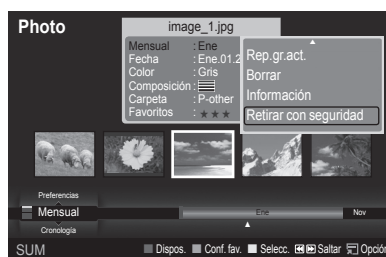 Photo
image_1.jpg
Mensual : Ene
Fecha : Ene.01.2
Color : Gris
Composición :
Carpeta : P-other
Favoritos : ★ ★ ★
Rep.gr.act.
Borrar
Información
Retirar con seguridad
Preferencias
Mensual
Ene
Nov
Cronología
SUM
Dispos. Conf. fav. Selecc. Saltar Opción